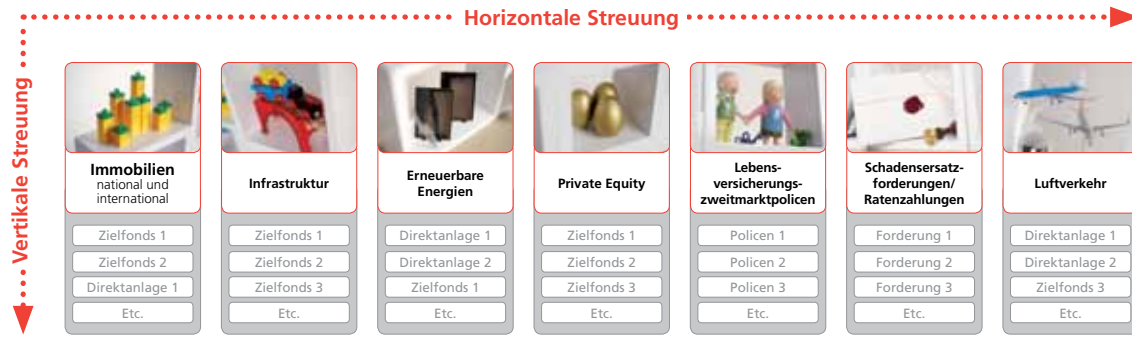 Horizontale Streuung
Vertikale Streuung
Immobilien
national und
international
Zielfonds 1
Zielfonds 2
Direktanlage 1
Etc.
Infrastruktur
Zielfonds 1
Zielfonds 2
Zielfonds 3
Etc.
Erneuerbare
Energien
Direktanlage 1
Direktanlage 2
Zielfonds 1
Etc.
Private Equity
Zielfonds 1
Zielfonds 2
Zielfonds 3
Etc.
Lebens-
versicherungs-
zweitmarktpolicen
Policen 1
Policen 2
Policen 3
Etc.
Schadensersatz-
forderungen/
Ratenzahlungen
Forderung 1
Forderung 2
Forderung 3
Etc.
Luftverkehr
Direktanlage 1
Direktanlage 2
Zielfonds 3
Etc.